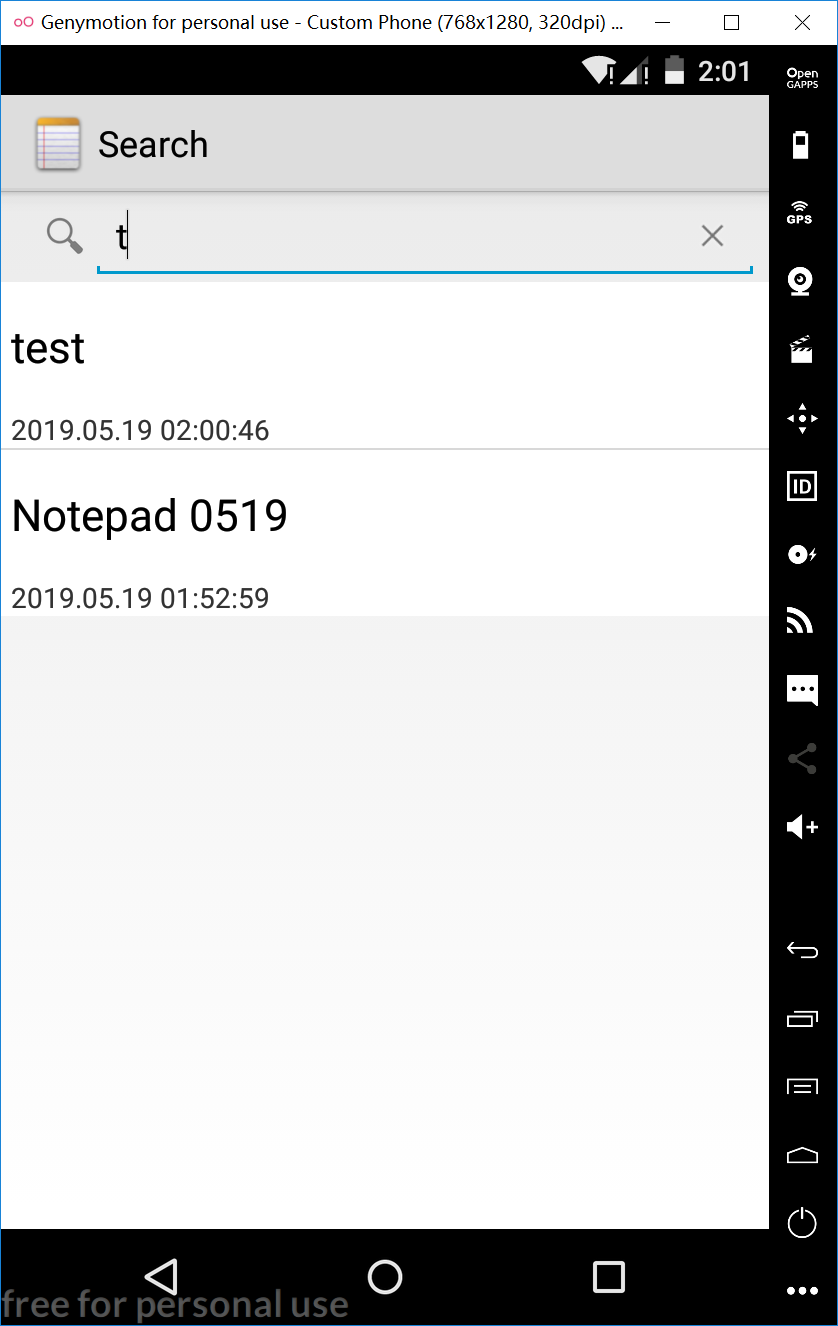 Genymotion for personal use - Custom Phone (768x1280, 320dpi) ...
2:01
Open
GAPPS
Search
GPS
t
test
2019.05.19 02:00:46
ID
Notepad 0519
2019.05.19 01:52:59
free for personal use